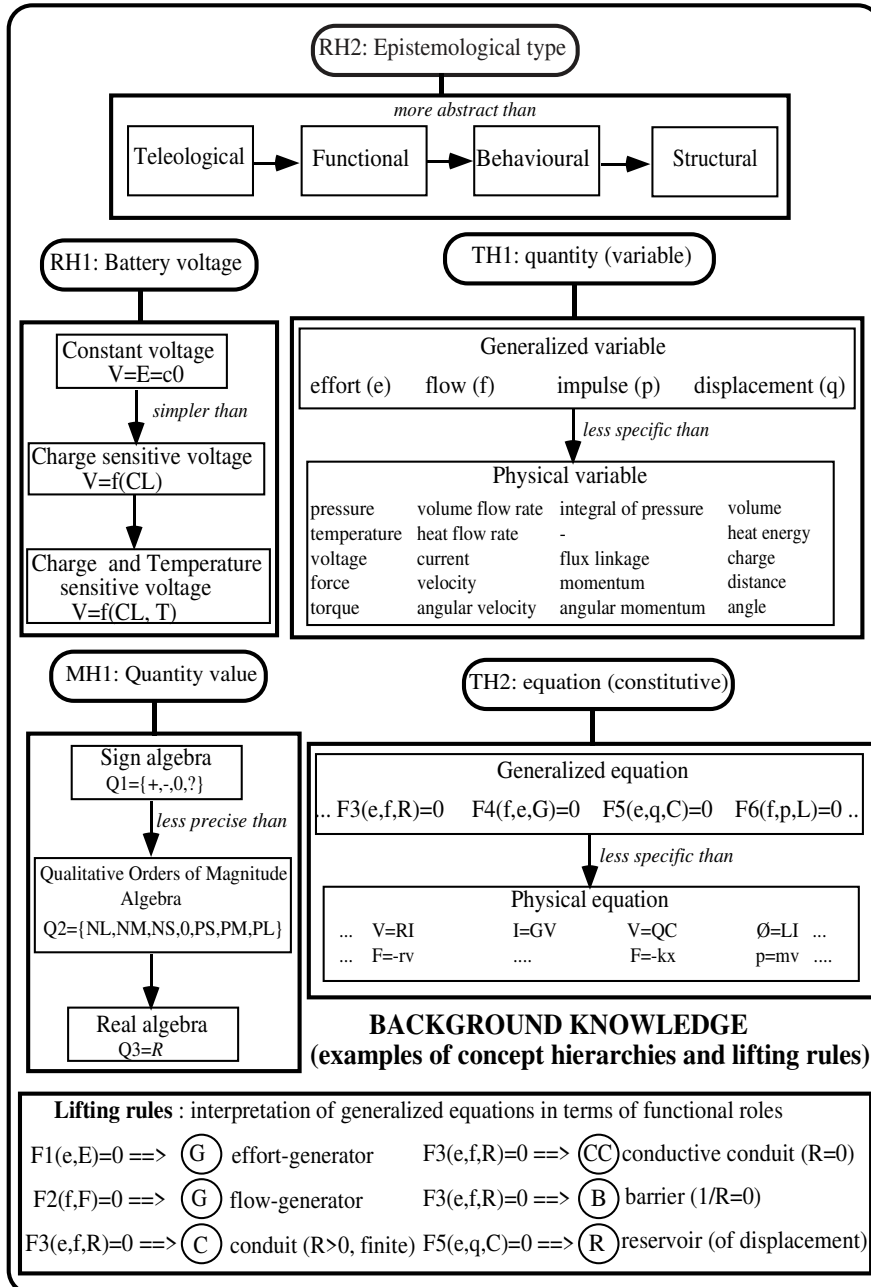 RH2: Epistemological type
more abstract than
Teleological Functional Behavioural Structural
RH1: Battery voltage
Constant voltage
V=E=c0
simpler than
Charge sensitive voltage
V=f(CL)
Charge and Temperature
sensitive voltage
V=f(CL, T)
TH1: quantity (variable)
Generalized variable
effort (e) flow (f) impulse (p) displacement (q)
less specific than
Physical variable
pressure volume flow rate integral of pressure volume
temperature heat flow rate - heat energy
voltage current flux linkage charge
force velocity momentum distance
torque angular velocity angular momentum angle
MH1: Quantity value
Sign algebra
Q1={+,-,0,?}
less precise than
Qualitative Orders of Magnitude
Algebra
Q2={NL,NM,NS,0,PS,PM,PL}
Real algebra
Q3=R
TH2: equation (constitutive)
Generalized equation
... F3(e,f,R)=0 F4(f,e,G)=0 F5(e,q,C)=0 F6(f,p,L)=0 ..
less specific than
Physical equation
... V=RI I=GV V=QC Ø=LI ...
... F=-rv .... F=-kx p=mv ....
BACKGROUND KNOWLEDGE
(examples of concept hierarchies and lifting rules)
Lifting rules : interpretation of generalized equations in terms of functional roles
F1(e,E)=0 ==> G effort-generator F3(e,f,R)=0 ==> CC conductive conduit (R=0)
F2(f,F)=0 ==> G flow-generator F3(e,f,R)=0 ==> B barrier (1/R=0)
F3(e,f,R)=0 ==> C conduit (R>0, finite) F5(e,q,C)=0 ==> R reservoir (of displacement)